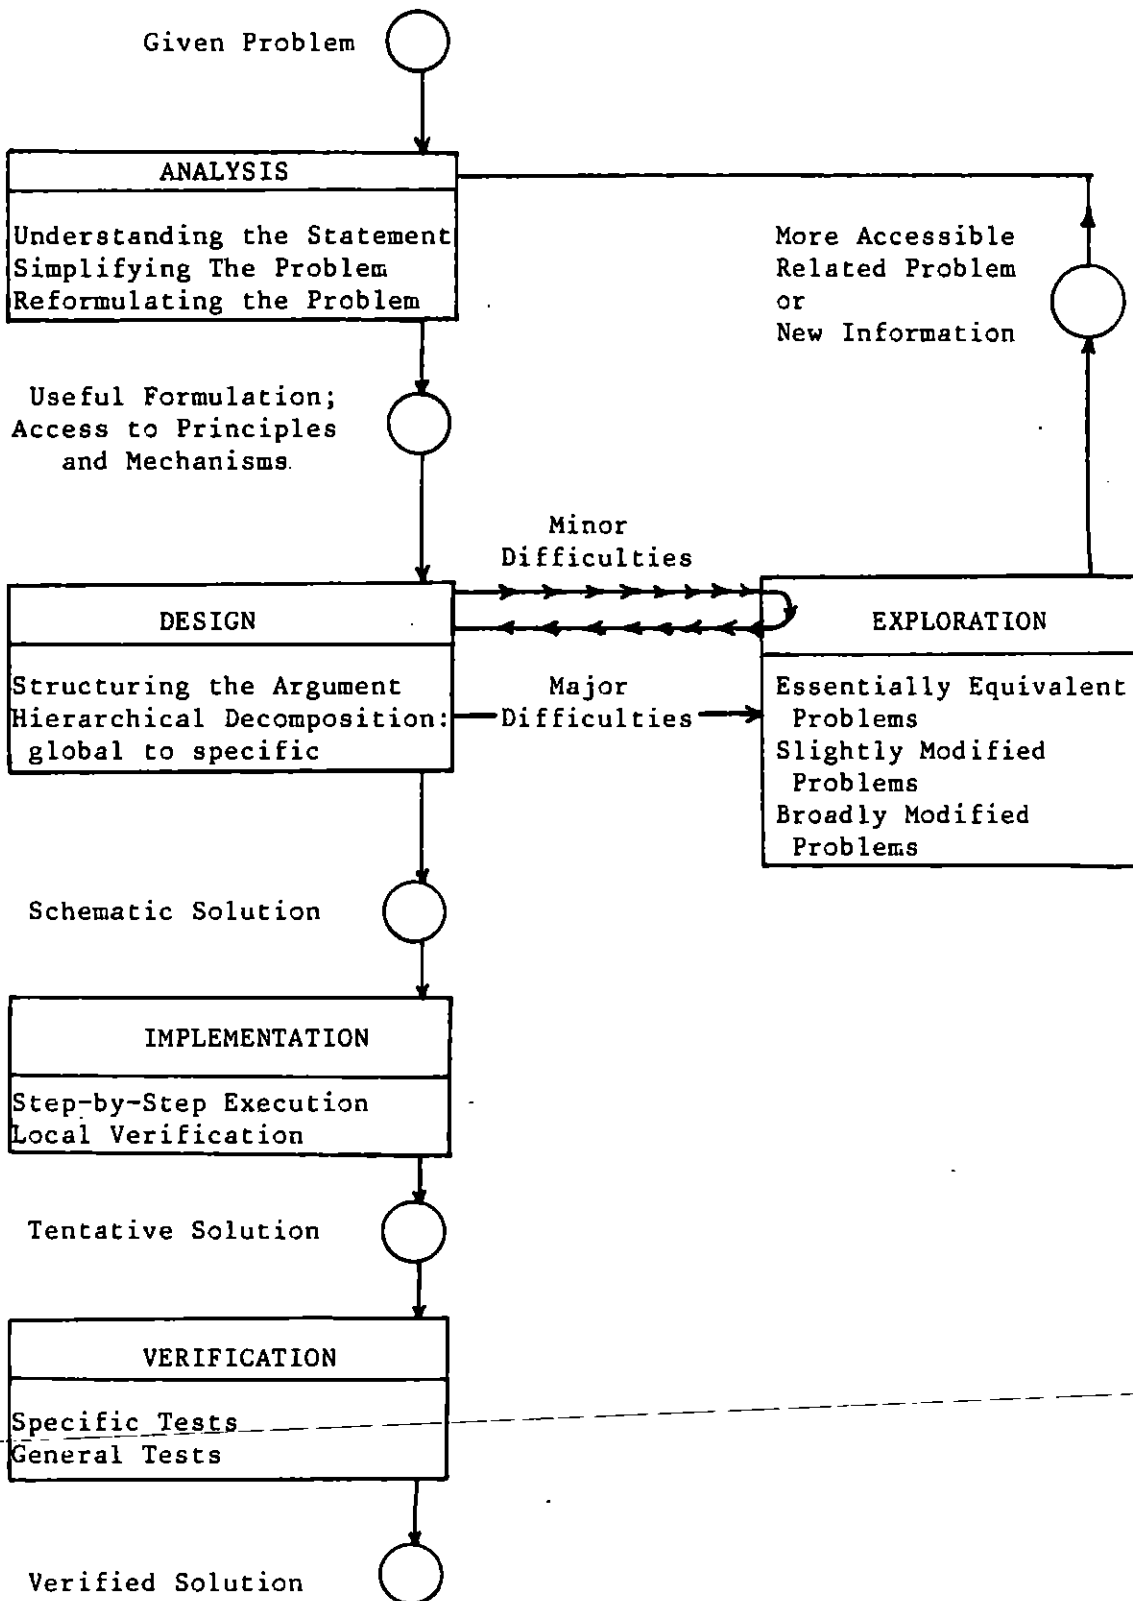 Given Problem
ANALYSIS
Understanding the Statement
Simplifying The Problem
Reformulating the Problem
More Accessible
Related Problem
or
New Information
Useful Formulation;
Access to Principles
and Mechanisms.
Minor
Difficulties
DESIGN
Structuring the Argument
Hierarchical Decomposition:
global to specific
Major
Difficulties
EXPLORATION
Essentially Equivalent
Problems
Slightly Modified
Problems
Broadly Modified
Problems
Schematic Solution
IMPLEMENTATION
Step-by-Step Execution
Local Verification
Tentative Solution
VERIFICATION
Specific Tests
General Tests
Verified Solution